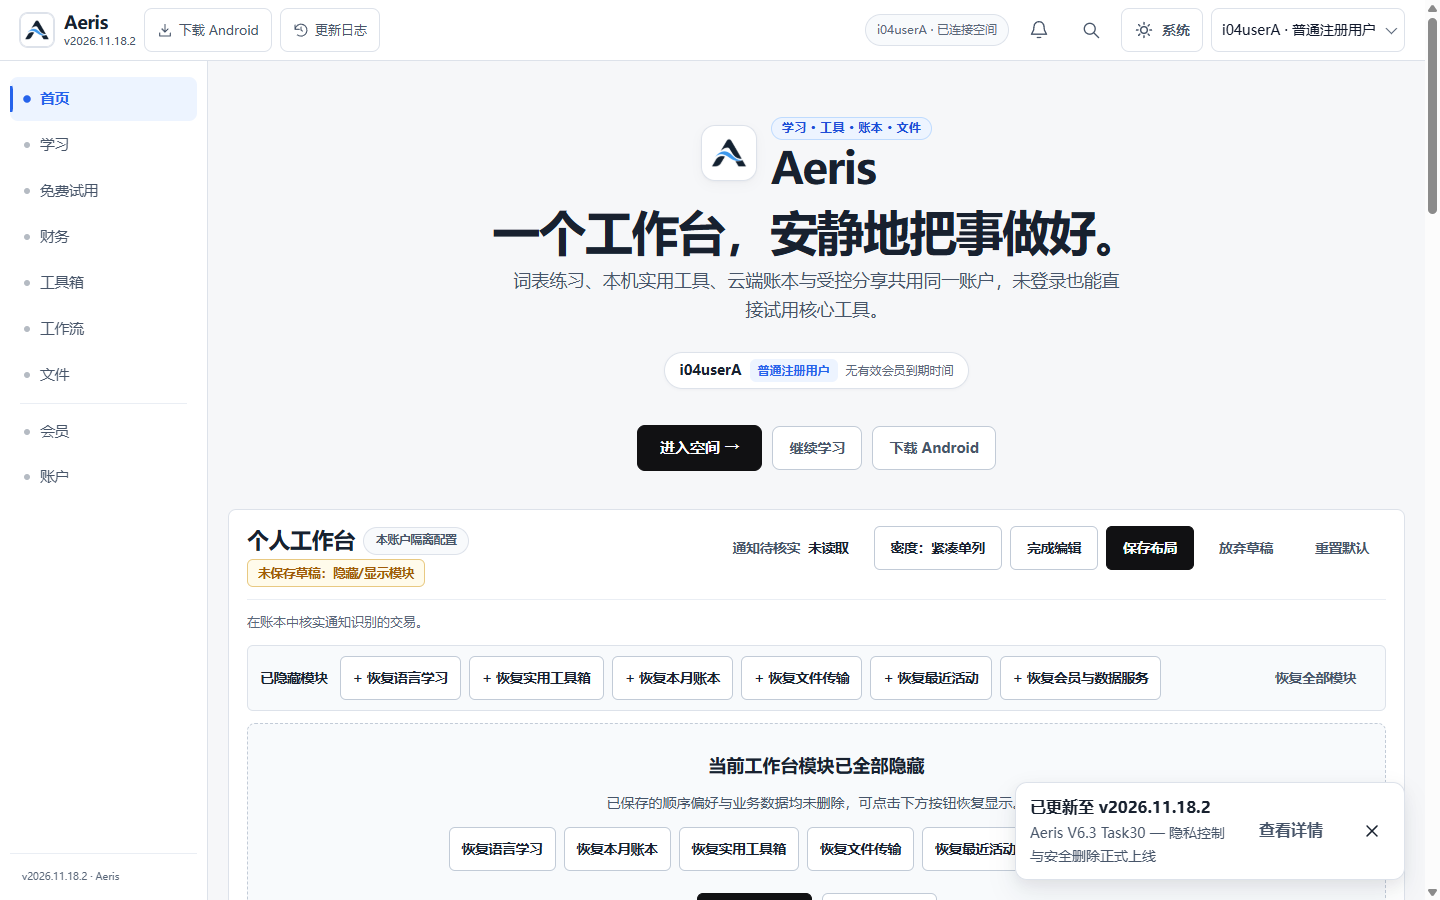 Aeris
v2026.11.18.2
下载 Android
更新日志
i04userA · 已连接空间
系统
i04userA · 普通注册用户
首页
学习
免费试用
财务
工具箱
工作流
文件
会员
账户
v2026.11.18.2 · Aeris
学习 • 工具 • 账本 • 文件
Aeris
一个工作台，安静地把事做好。
词表练习、本机实用工具、云端账本与受控分享共用同一账户，未登录也能直
接试用核心工具。
i04userA 普通注册用户 无有效会员到期时间
进入空间 →
继续学习
下载 Android
个人工作台
本账户隔离配置
未保存草稿：隐藏/显示模块
通知待核实 未读取
密度：紧凑单列
完成编辑
保存布局
放弃草稿
重置默认
在账本中核实通知识别的交易。
已隐藏模块
+ 恢复语言学习
+ 恢复实用工具箱
+ 恢复本月账本
+ 恢复文件传输
+ 恢复最近活动
+ 恢复会员与数据服务
恢复全部模块
当前工作台模块已全部隐藏
已保存的顺序偏好与业务数据均未删除，可点击下方按钮恢复显示。
恢复语言学习
恢复本月账本
恢复实用工具箱
恢复文件传输
恢复最近活动
已更新至 v2026.11.18.2
Aeris V6.3 Task30 — 隐私控制
与安全删除正式上线
查看详情